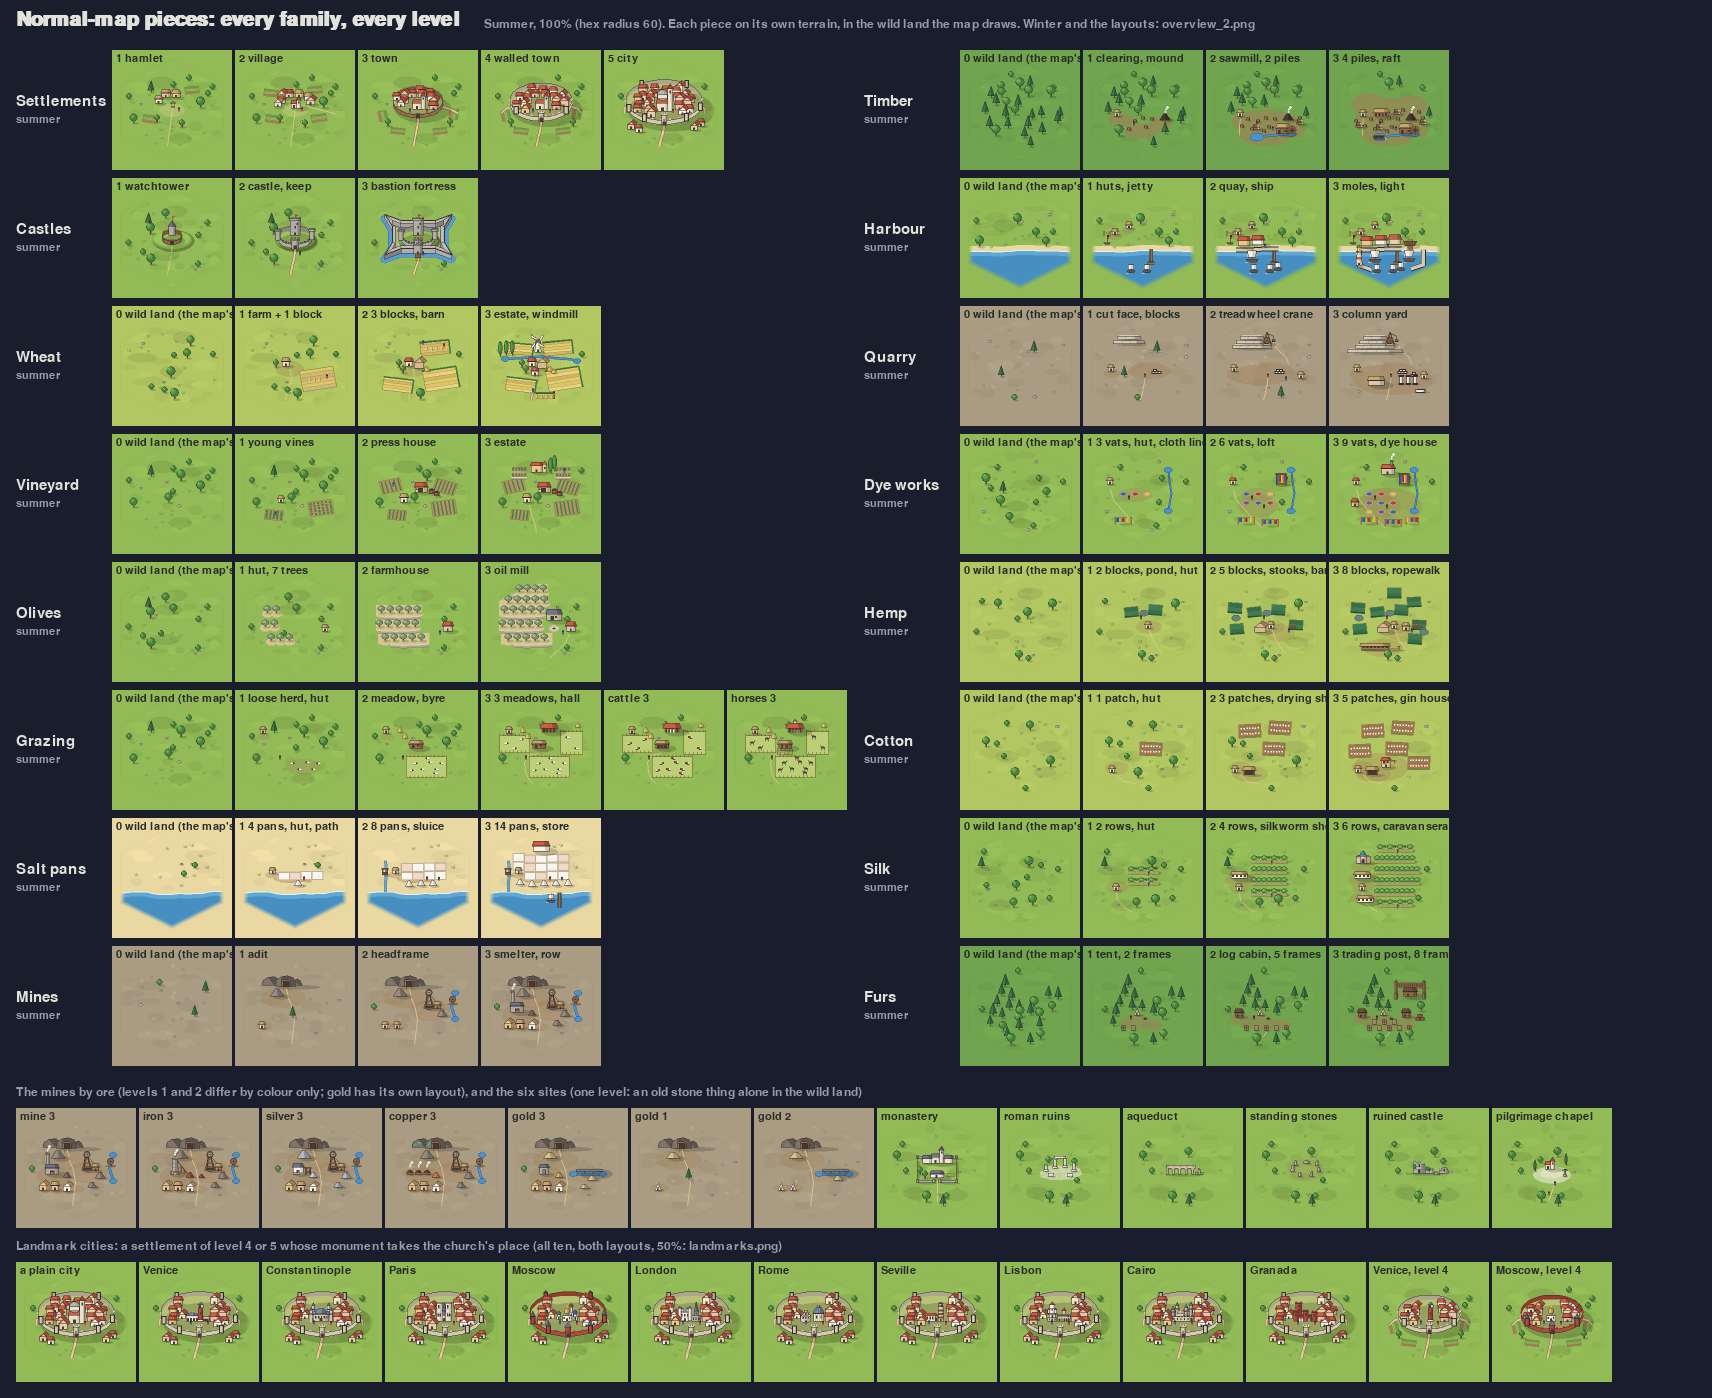 Normal-map pieces: every family, every level
Summer, 100% (hex radius 60). Each piece on its own terrain, in the wild land the map draws. Winter and the layouts: overview_2.png
Settlements
summer
1 hamlet
2 village
3 town
4 walled town
5 city
Timber
summer
0 wild land (the map's
1 clearing, mound
2 sawmill, 2 piles
3 4 piles, raft
Castles
summer
1 watchtower
2 castle, keep
3 bastion fortress
Harbour
summer
0 wild land (the map's
1 huts, jetty
2 quay, ship
3 moles, light
Wheat
summer
0 wild land (the map's
1 farm + 1 block
2 3 blocks, barn
3 estate, windmill
Quarry
summer
0 wild land (the map's
1 cut face, blocks
2 treadwheel crane
3 column yard
Vineyard
summer
0 wild land (the map's
1 young vines
2 press house
3 estate
Dye works
summer
0 wild land (the map's
1 3 vats, hut, cloth lin
2 6 vats, loft
3 9 vats, dye house
Olives
summer
0 wild land (the map's
1 hut, 7 trees
2 farmhouse
3 oil mill
Hemp
summer
0 wild land (the map's
1 2 blocks, pond, hut
2 5 blocks, stooks, bar
3 8 blocks, ropewalk
Grazing
summer
0 wild land (the map's
1 loose herd, hut
2 meadow, byre
3 3 meadows, hall
cattle 3
horses 3
Cotton
summer
0 wild land (the map's
1 1 patch, hut
2 3 patches, drying sh
3 5 patches, gin house
Salt pans
summer
0 wild land (the map's
1 4 pans, hut, path
2 8 pans, sluice
3 14 pans, store
Silk
summer
0 wild land (the map's
1 2 rows, hut
2 4 rows, silkworm she
3 6 rows, caravansera
Mines
summer
0 wild land (the map's
1 adit
2 headframe
3 smelter, row
Furs
summer
0 wild land (the map's
1 tent, 2 frames
2 log cabin, 5 frames
3 trading post, 8 fram
The mines by ore (levels 1 and 2 differ by colour only; gold has its own layout), and the six sites (one level: an old stone thing alone in the wild land)
mine 3
iron 3
silver 3
copper 3
gold 3
gold 1
gold 2
monastery
roman ruins
aqueduct
standing stones
ruined castle
pilgrimage chapel
Landmark cities: a settlement of level 4 or 5 whose monument takes the church's place (all ten, both layouts, 50%: landmarks.png)
a plain city
Venice
Constantinople
Paris
Moscow
London
Rome
Seville
Lisbon
Cairo
Granada
Venice, level 4
Moscow, level 4